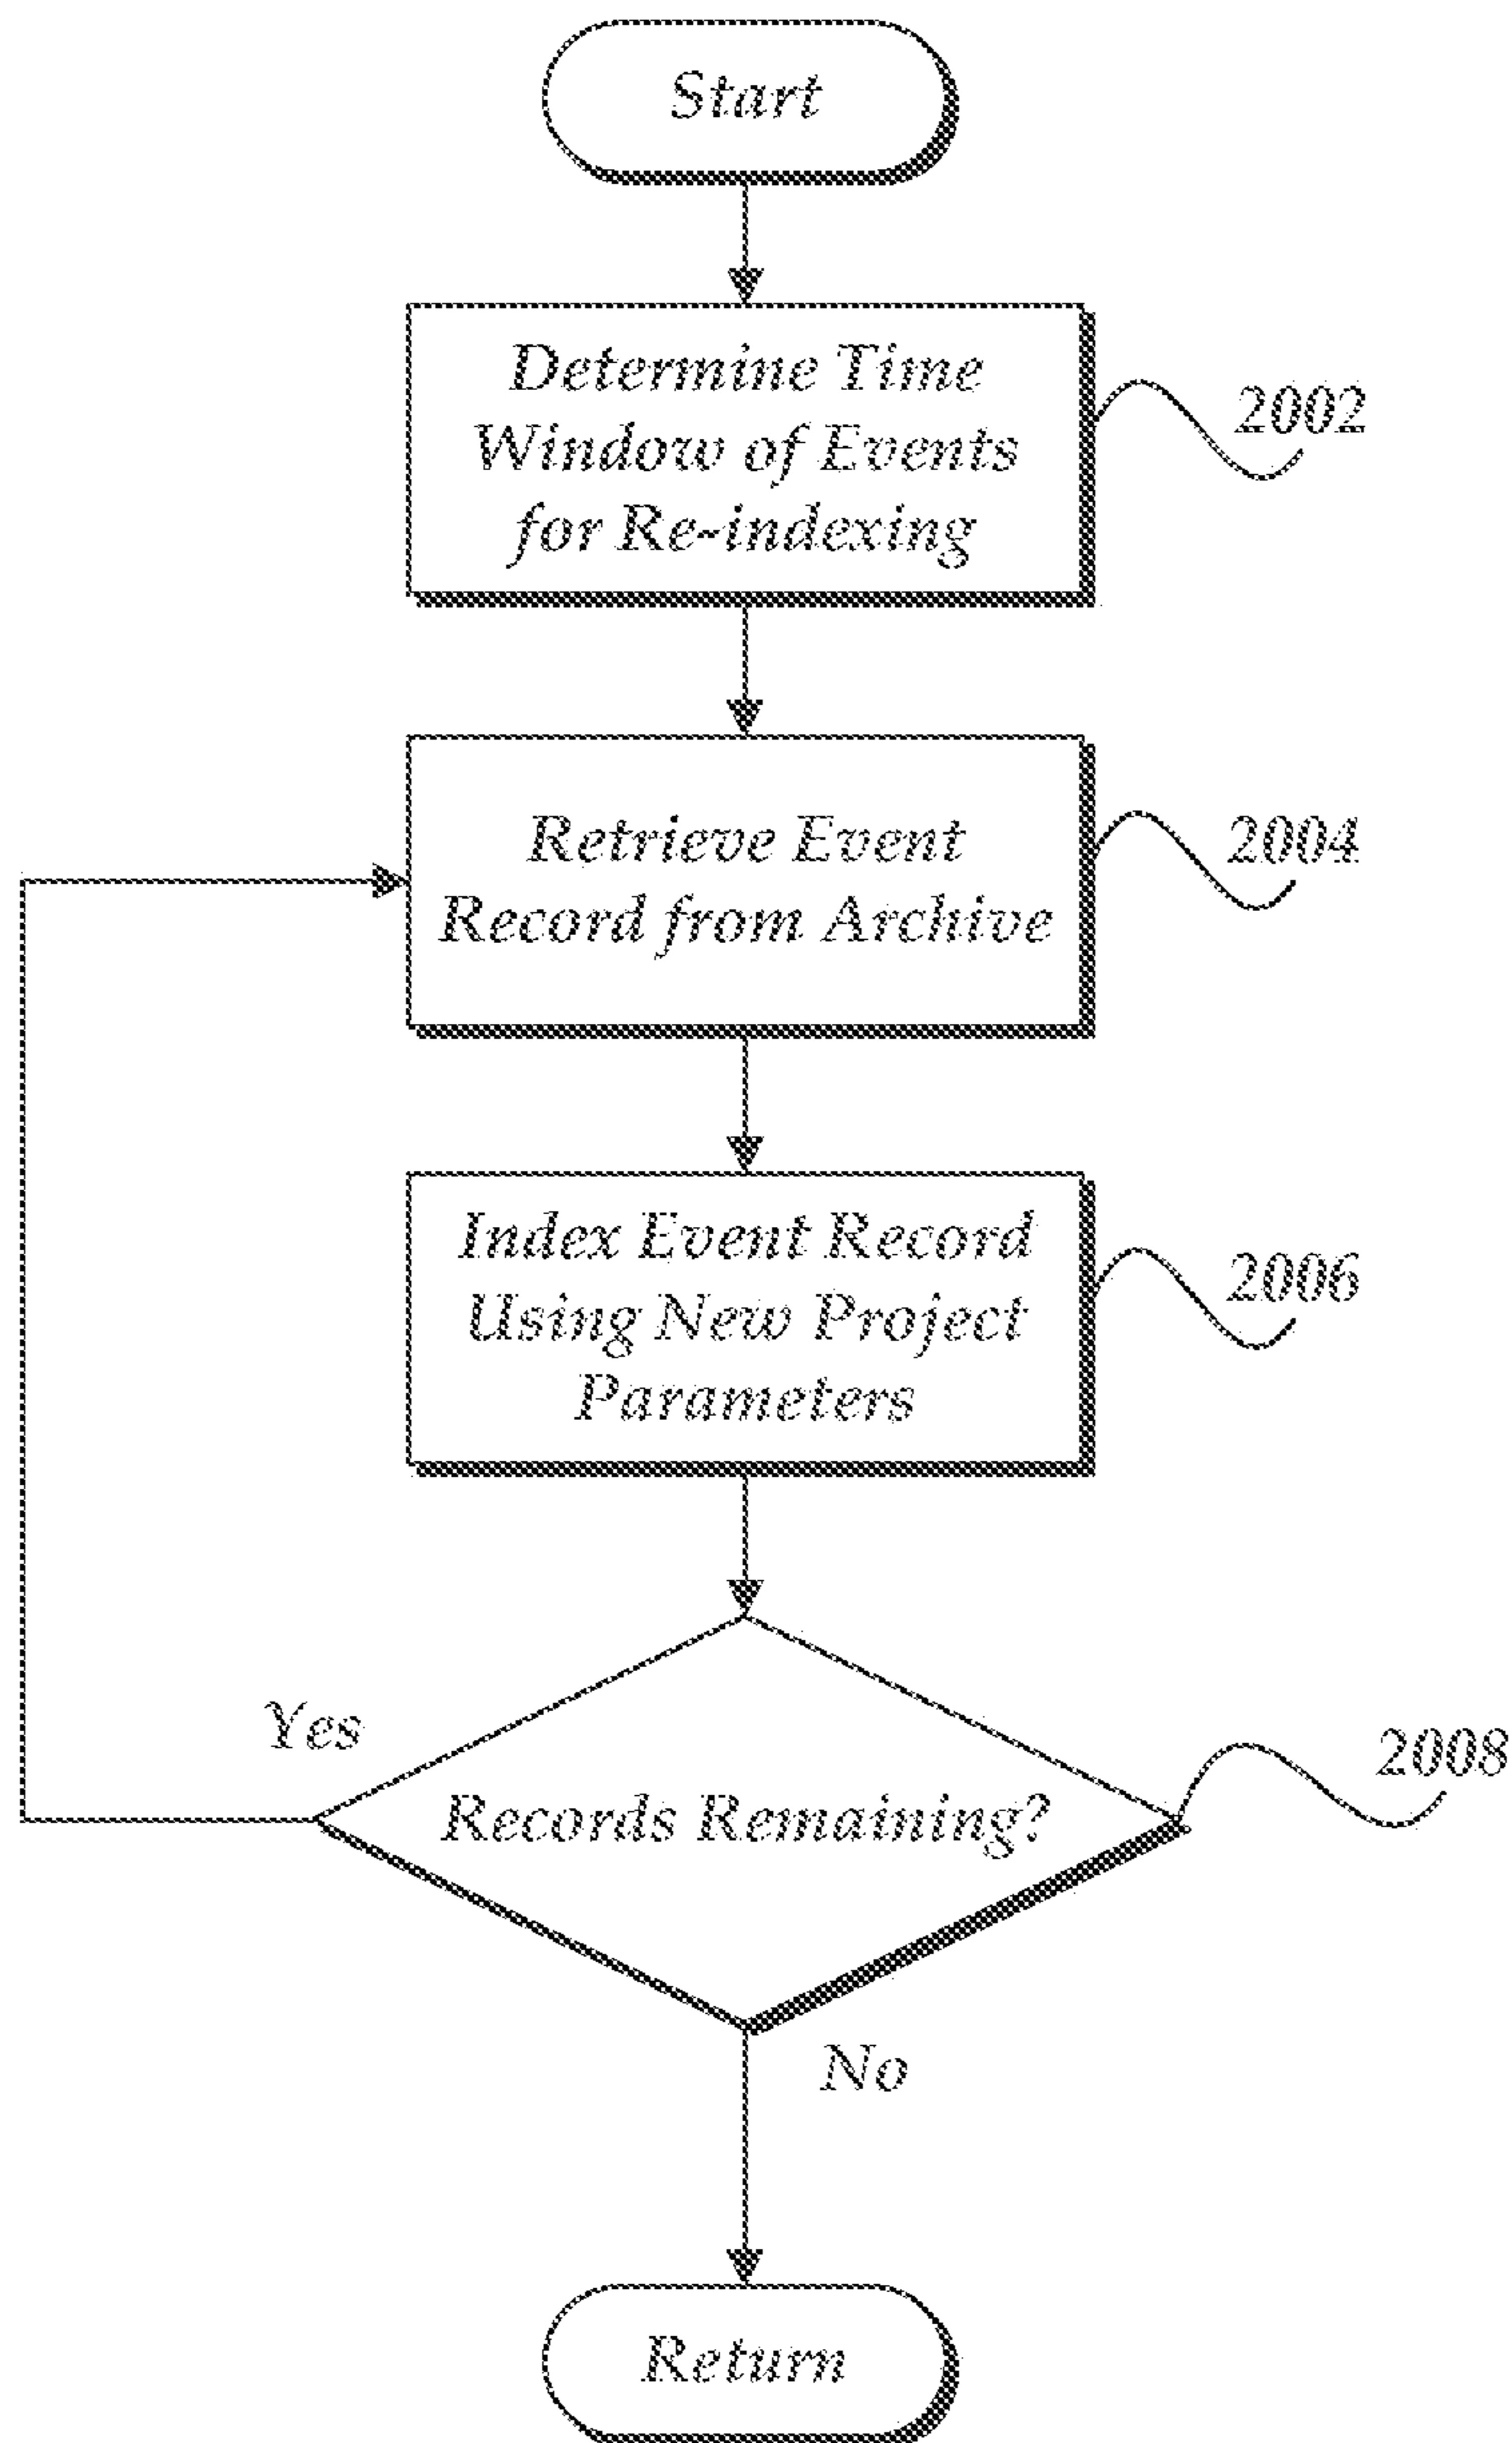 Start
Determine Time
Window of Events
for Re-indexing
2002
Retrieve Event
Record from Archive
2004
Index Event Record
Using New Project
Parameters
2006
Yes
Records Remaining?
2008
No
Return